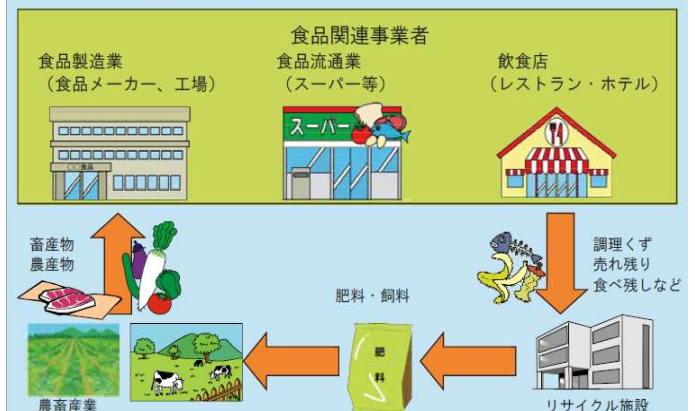 食品関連事業者
食品製造業
(食品メーカー、工場)
食品流通業
(スーパー等)
飲食店
(レストラン・ホテル)
○○食品
スーパー
畜産物
農産物
調理くず
売れ残り
食べ残しなど
肥料・飼料
肥
料
農畜産業
リサイクル施設